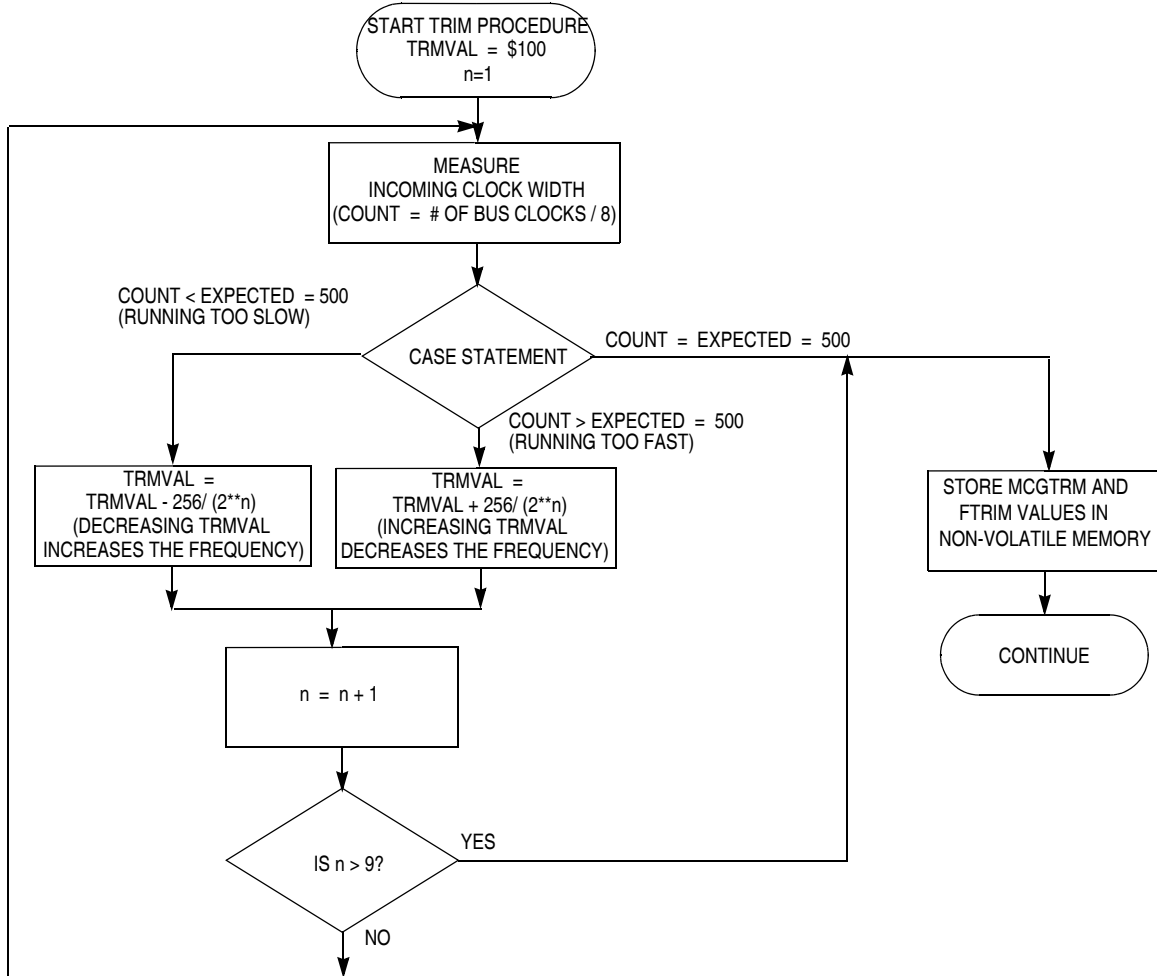 START TRIM PROCEDURE
TRMVAL = $100
n=1
MEASURE
INCOMING CLOCK WIDTH
(COUNT = # OF BUS CLOCKS / 8)
COUNT < EXPECTED = 500
(RUNNING TOO SLOW)
CASE STATEMENT
COUNT = EXPECTED = 500
COUNT > EXPECTED = 500
(RUNNING TOO FAST)
TRMVAL =
TRMVAL - 256/ (2**n)
(DECREASING TRMVAL
INCREASES THE FREQUENCY)
TRMVAL =
TRMVAL + 256/ (2**n)
(INCREASING TRMVAL
DECREASES THE FREQUENCY)
STORE MCGTRM AND
FTRIM VALUES IN
NON-VOLATILE MEMORY
CONTINUE
n = n + 1
IS n > 9?
YES
NO